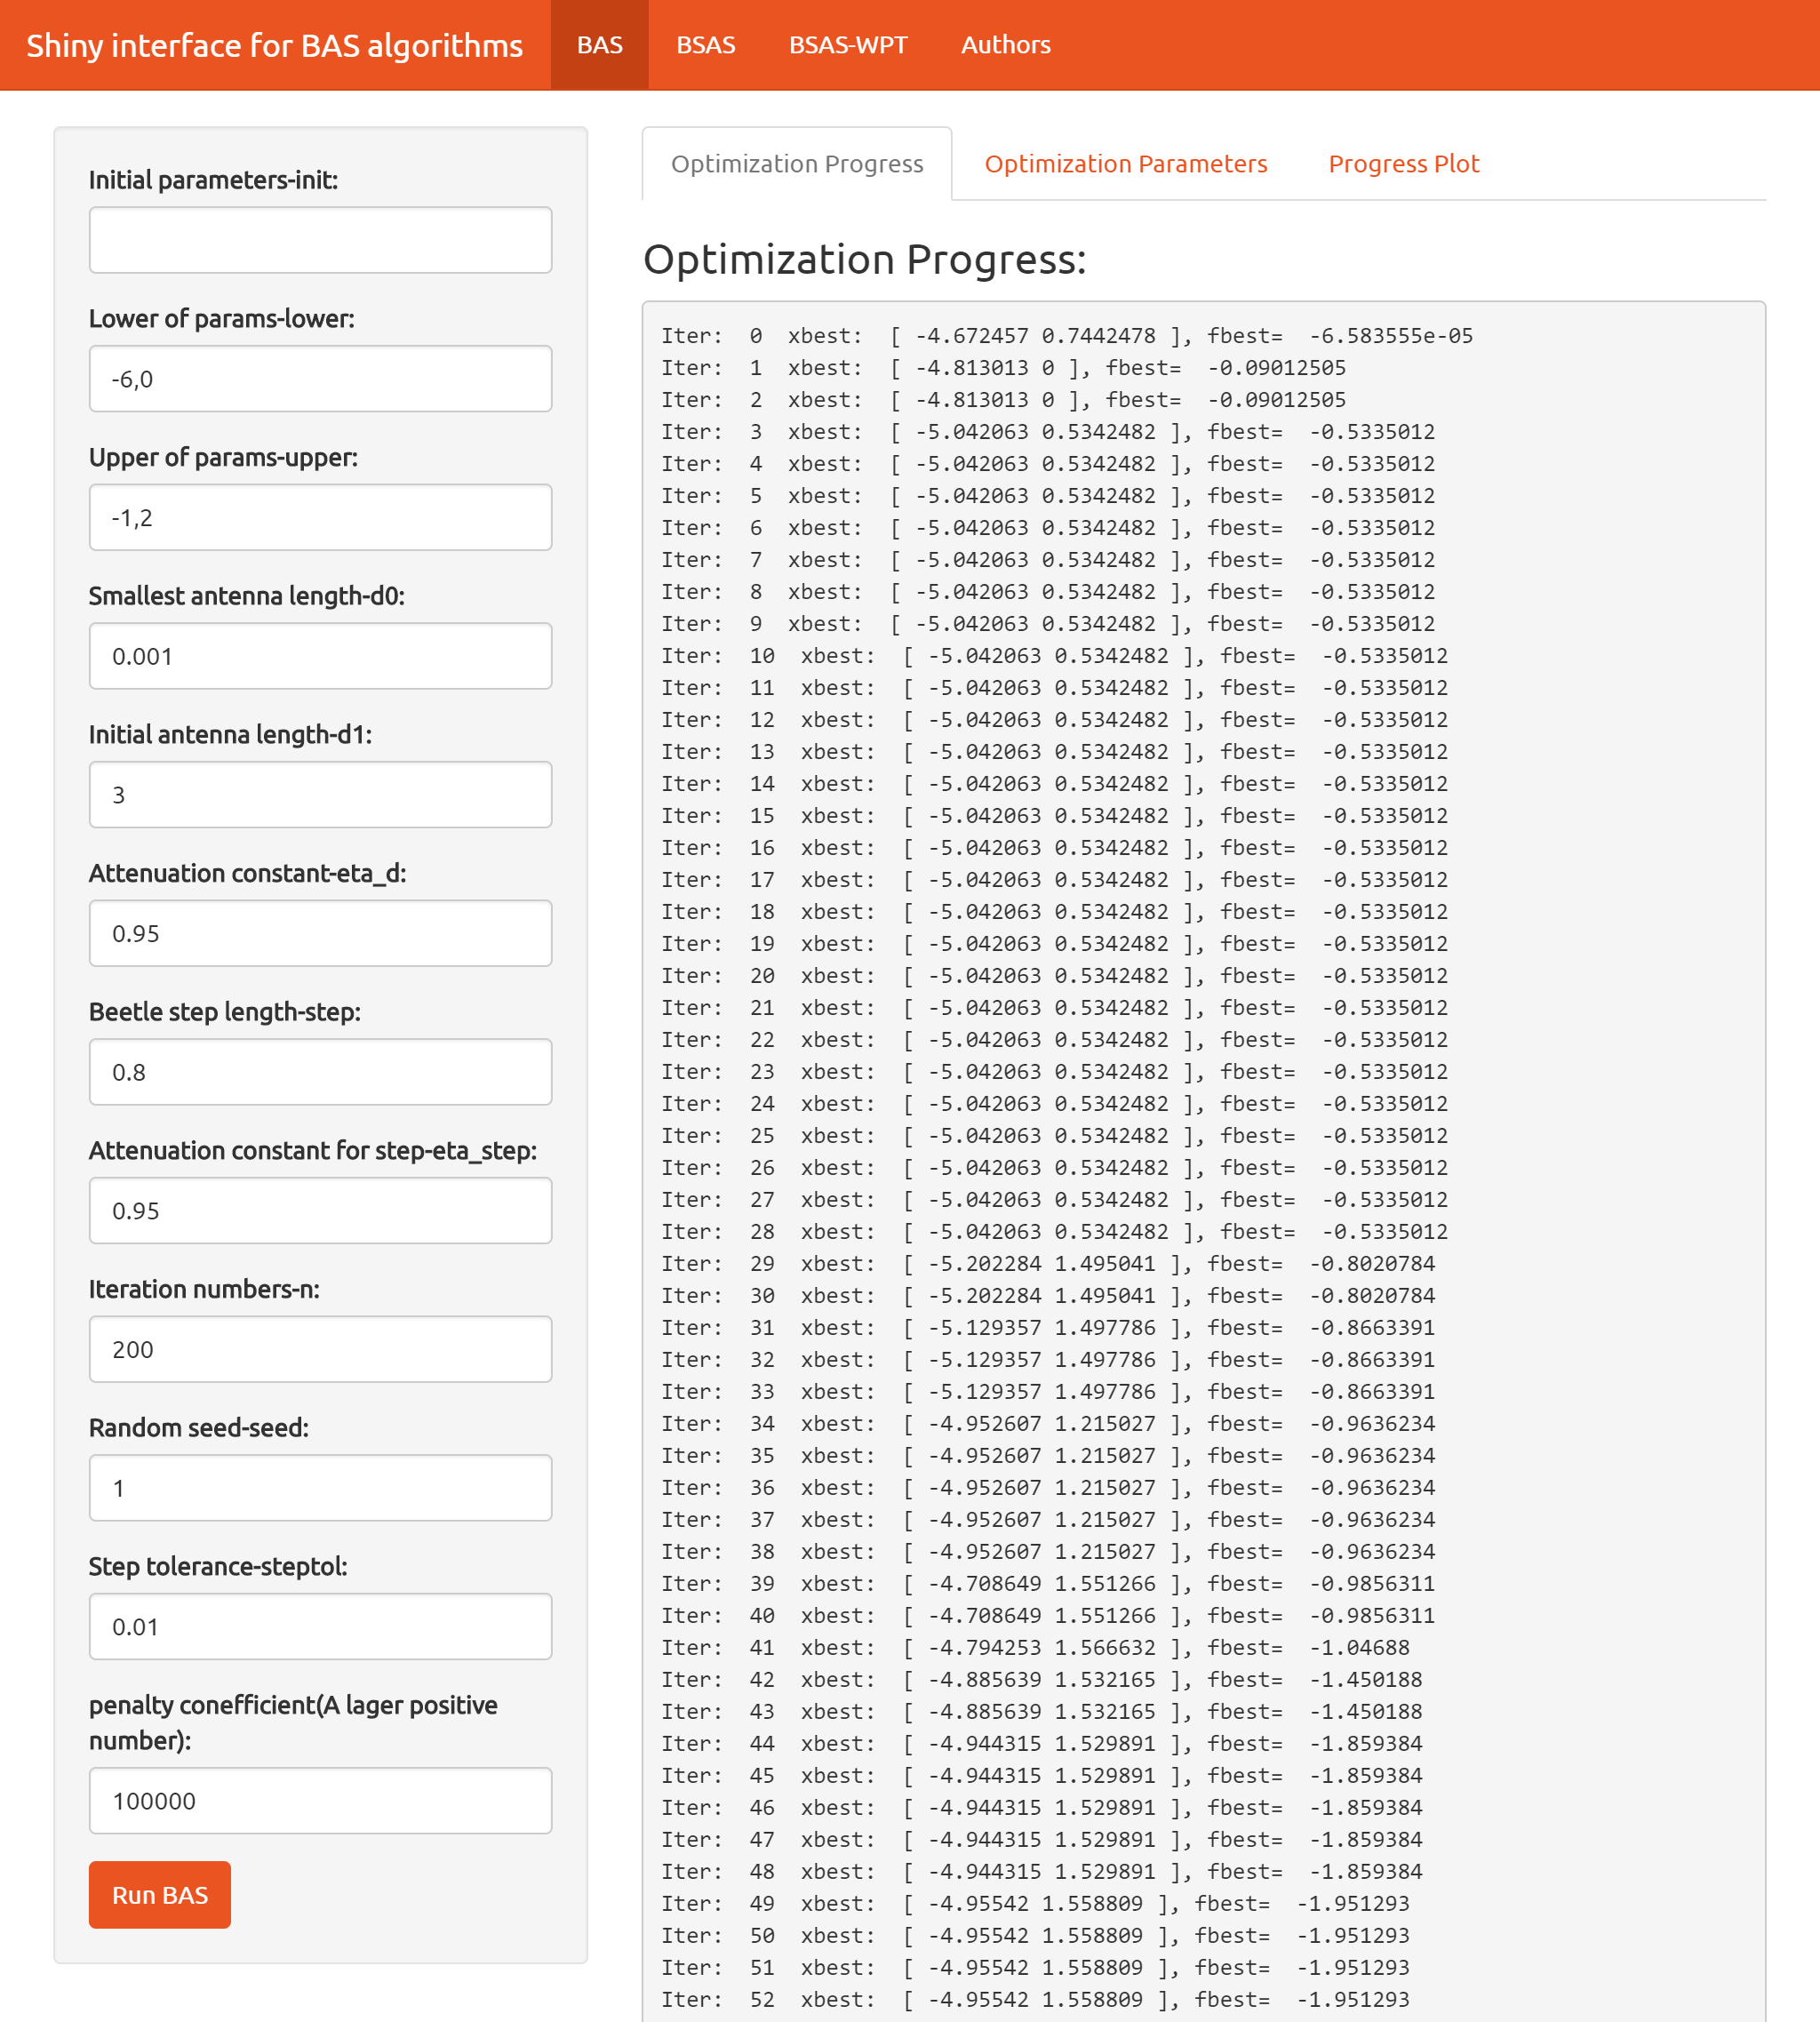 Shiny interface for BAS algorithms BAS BSAS BSAS-WPT Authors
Initial parameters-init:
Lower of params-lower:
-6,0
Upper of params-upper:
-1,2
Smallest antenna length-d0:
0.001
Initial antenna length-d1:
3
Attenuation constant-eta_d:
0.95
Beetle step length-step:
0.8
Attenuation constant for step-eta_step:
0.95
Iteration numbers-n:
200
Random seed-seed:
1
Step tolerance-steptol:
0.01
penalty conefficient(A lager positive
number):
100000
Run BAS
Optimization Progress Optimization Parameters Progress Plot
Optimization Progress:
Iter: 0 xbest: [ -4.672457 0.7442478 ], fbest= -6.583555e-05
Iter: 1 xbest: [ -4.813013 0 ], fbest= -0.09012505
Iter: 2 xbest: [ -4.813013 0 ], fbest= -0.09012505
Iter: 3 xbest: [ -5.042063 0.5342482 ], fbest= -0.5335012
Iter: 4 xbest: [ -5.042063 0.5342482 ], fbest= -0.5335012
Iter: 5 xbest: [ -5.042063 0.5342482 ], fbest= -0.5335012
Iter: 6 xbest: [ -5.042063 0.5342482 ], fbest= -0.5335012
Iter: 7 xbest: [ -5.042063 0.5342482 ], fbest= -0.5335012
Iter: 8 xbest: [ -5.042063 0.5342482 ], fbest= -0.5335012
Iter: 9 xbest: [ -5.042063 0.5342482 ], fbest= -0.5335012
Iter: 10 xbest: [ -5.042063 0.5342482 ], fbest= -0.5335012
Iter: 11 xbest: [ -5.042063 0.5342482 ], fbest= -0.5335012
Iter: 12 xbest: [ -5.042063 0.5342482 ], fbest= -0.5335012
Iter: 13 xbest: [ -5.042063 0.5342482 ], fbest= -0.5335012
Iter: 14 xbest: [ -5.042063 0.5342482 ], fbest= -0.5335012
Iter: 15 xbest: [ -5.042063 0.5342482 ], fbest= -0.5335012
Iter: 16 xbest: [ -5.042063 0.5342482 ], fbest= -0.5335012
Iter: 17 xbest: [ -5.042063 0.5342482 ], fbest= -0.5335012
Iter: 18 xbest: [ -5.042063 0.5342482 ], fbest= -0.5335012
Iter: 19 xbest: [ -5.042063 0.5342482 ], fbest= -0.5335012
Iter: 20 xbest: [ -5.042063 0.5342482 ], fbest= -0.5335012
Iter: 21 xbest: [ -5.042063 0.5342482 ], fbest= -0.5335012
Iter: 22 xbest: [ -5.042063 0.5342482 ], fbest= -0.5335012
Iter: 23 xbest: [ -5.042063 0.5342482 ], fbest= -0.5335012
Iter: 24 xbest: [ -5.042063 0.5342482 ], fbest= -0.5335012
Iter: 25 xbest: [ -5.042063 0.5342482 ], fbest= -0.5335012
Iter: 26 xbest: [ -5.042063 0.5342482 ], fbest= -0.5335012
Iter: 27 xbest: [ -5.042063 0.5342482 ], fbest= -0.5335012
Iter: 28 xbest: [ -5.042063 0.5342482 ], fbest= -0.5335012
Iter: 29 xbest: [ -5.202284 1.495041 ], fbest= -0.8020784
Iter: 30 xbest: [ -5.202284 1.495041 ], fbest= -0.8020784
Iter: 31 xbest: [ -5.129357 1.497786 ], fbest= -0.8663391
Iter: 32 xbest: [ -5.129357 1.497786 ], fbest= -0.8663391
Iter: 33 xbest: [ -5.129357 1.497786 ], fbest= -0.8663391
Iter: 34 xbest: [ -4.952607 1.215027 ], fbest= -0.9636234
Iter: 35 xbest: [ -4.952607 1.215027 ], fbest= -0.9636234
Iter: 36 xbest: [ -4.952607 1.215027 ], fbest= -0.9636234
Iter: 37 xbest: [ -4.952607 1.215027 ], fbest= -0.9636234
Iter: 38 xbest: [ -4.952607 1.215027 ], fbest= -0.9636234
Iter: 39 xbest: [ -4.708649 1.551266 ], fbest= -0.9856311
Iter: 40 xbest: [ -4.708649 1.551266 ], fbest= -0.9856311
Iter: 41 xbest: [ -4.794253 1.566632 ], fbest= -1.04688
Iter: 42 xbest: [ -4.885639 1.532165 ], fbest= -1.450188
Iter: 43 xbest: [ -4.885639 1.532165 ], fbest= -1.450188
Iter: 44 xbest: [ -4.944315 1.529891 ], fbest= -1.859384
Iter: 45 xbest: [ -4.944315 1.529891 ], fbest= -1.859384
Iter: 46 xbest: [ -4.944315 1.529891 ], fbest= -1.859384
Iter: 47 xbest: [ -4.944315 1.529891 ], fbest= -1.859384
Iter: 48 xbest: [ -4.944315 1.529891 ], fbest= -1.859384
Iter: 49 xbest: [ -4.95542 1.558809 ], fbest= -1.951293
Iter: 50 xbest: [ -4.95542 1.558809 ], fbest= -1.951293
Iter: 51 xbest: [ -4.95542 1.558809 ], fbest= -1.951293
Iter: 52 xbest: [ -4.95542 1.558809 ], fbest= -1.951293